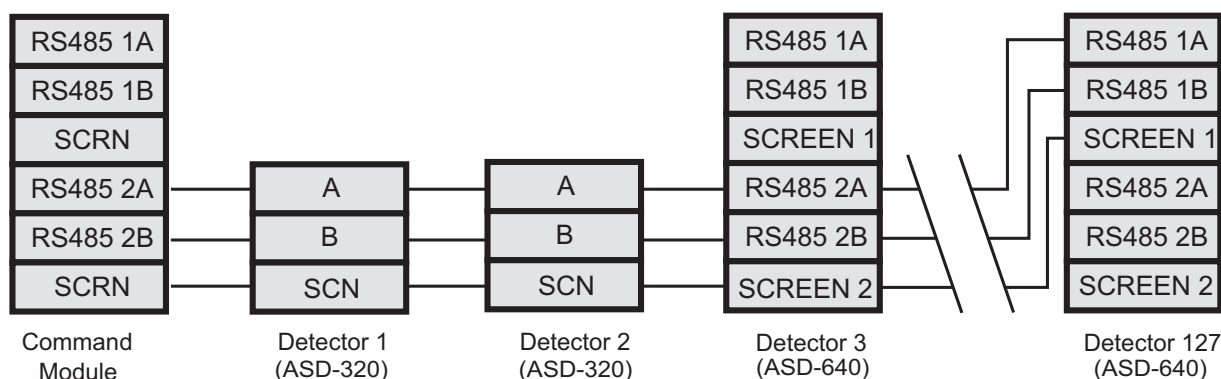 RS485 1A
RS485 1B
SCRN
RS485 2A
RS485 2B
SCRN
Command
Module
A
B
SCN
Detector 1
(ASD-320)
A
B
SCN
Detector 2
(ASD-320)
RS485 1A
RS485 1B
SCREEN 1
RS485 2A
RS485 2B
SCREEN 2
Detector 3
(ASD-640)
RS485 1A
RS485 1B
SCREEN 1
RS485 2A
RS485 2B
SCREEN 2
Detector 127
(ASD-640)